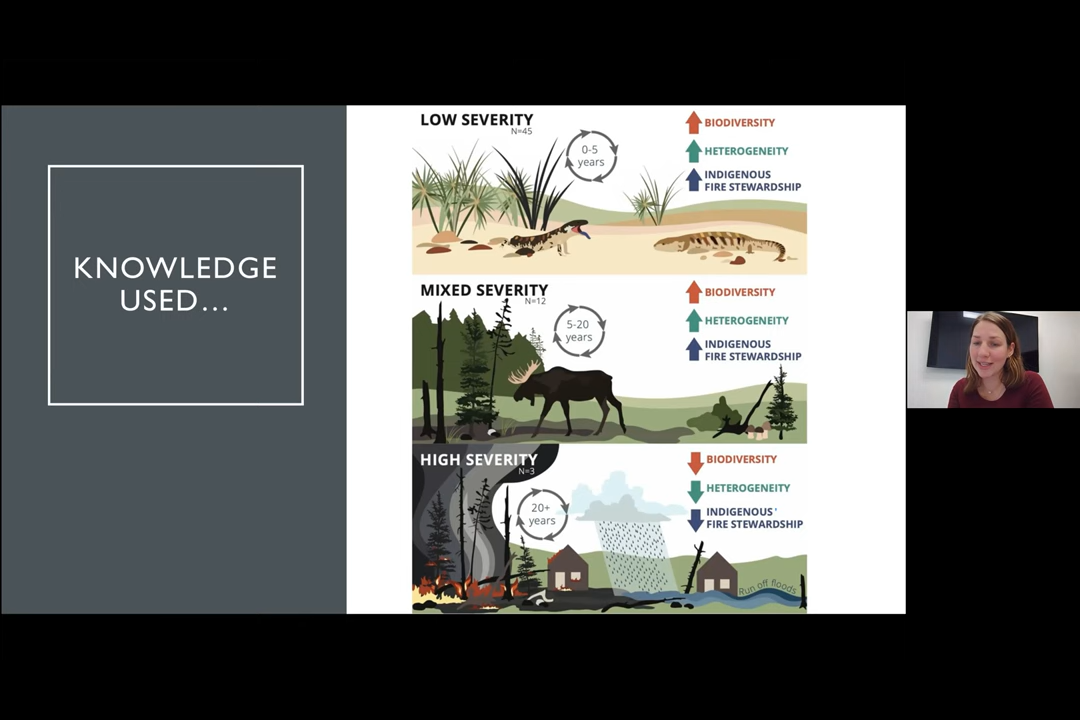 KNOWLEDGE
USED...
LOW SEVERITY
N=45
0-5
years
BIODIVERSITY
HETEROGENEITY
INDIGENOUS
FIRE STEWARDSHIP
MIXED SEVERITY
N=12
5-20
years
BIODIVERSITY
HETEROGENEITY
INDIGENOUS
FIRE STEWARDSHIP
HIGH SEVERITY
N=3
20+
years
BIODIVERSITY
HETEROGENEITY
INDIGENOUS
FIRE STEWARDSHIP
Run off floods